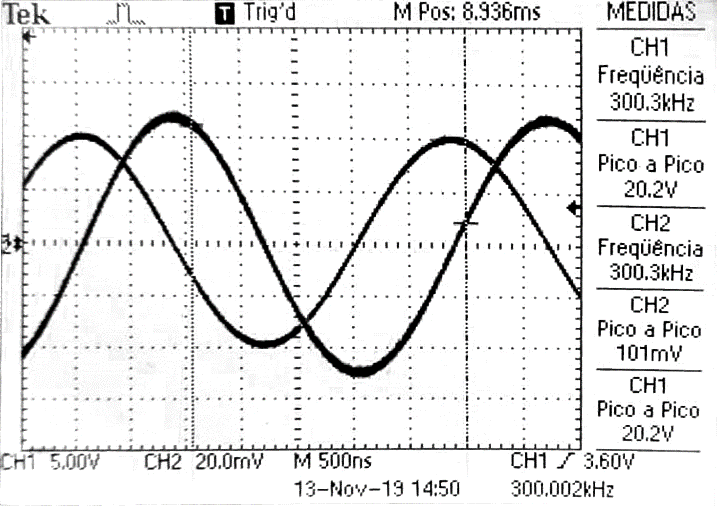 Tek T Trig'd M Pos: 8.936ms MEDIDAS
CH1
Freqüência
300.3kHz
CH1
Pico a Pico
20.2V
CH2
Freqüência
300.3kHz
CH2
Pico a Pico
101mV
CH1
Pico a Pico
20.2V
2
CH1 5.00V CH2 20.0mV M 500ns CH1 3.60V
13-Nov-19 14:50 300.002kHz